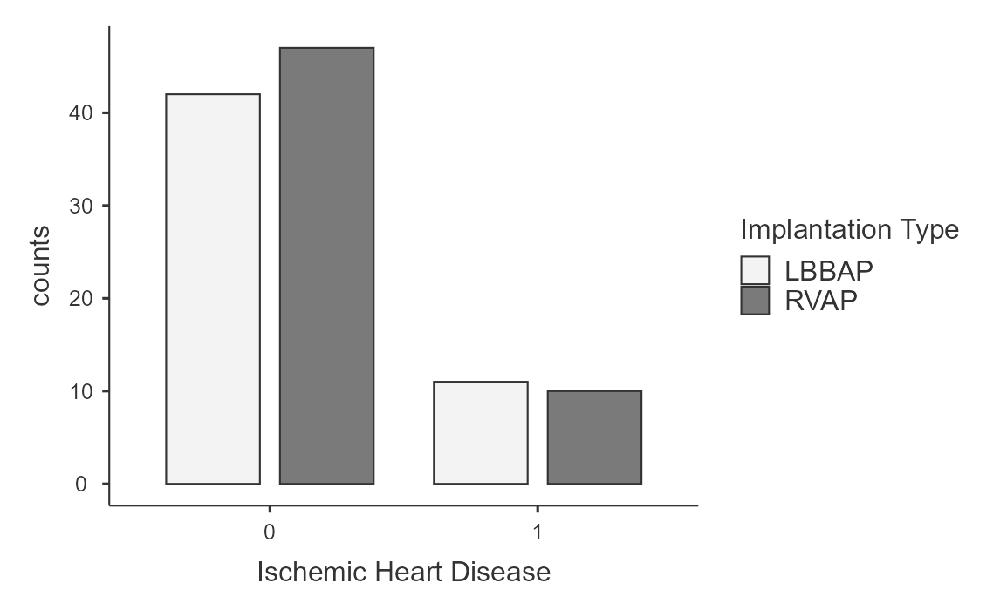 counts
40
30
20
10
0
0 1
Ischemic Heart Disease
Implantation Type
LBBAP
RVAP